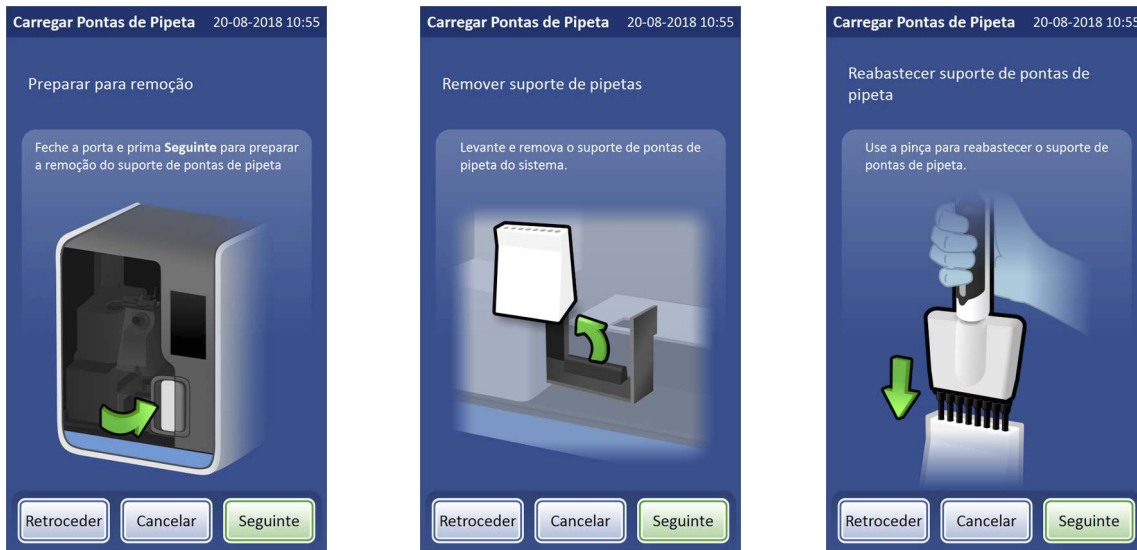 Carregar Pontas de Pipeta 20-08-2018 10:55
Preparar para remoção
Feche a porta e prima Seguinte para preparar
a remoção do suporte de pontas de pipeta
Retroceder Cancelar Seguinte
Carregar Pontas de Pipeta 20-08-2018 10:55
Remover suporte de pipetas
Levante e remova o suporte de pontas de
pipeta do sistema.
Retroceder Cancelar Seguinte
Carregar Pontas de Pipeta 20-08-2018 10:55
Reabastecer suporte de pontas de
pipeta
Use a pinça para reabastecer o suporte de
pontas de pipeta.
Retroceder Cancelar Seguinte